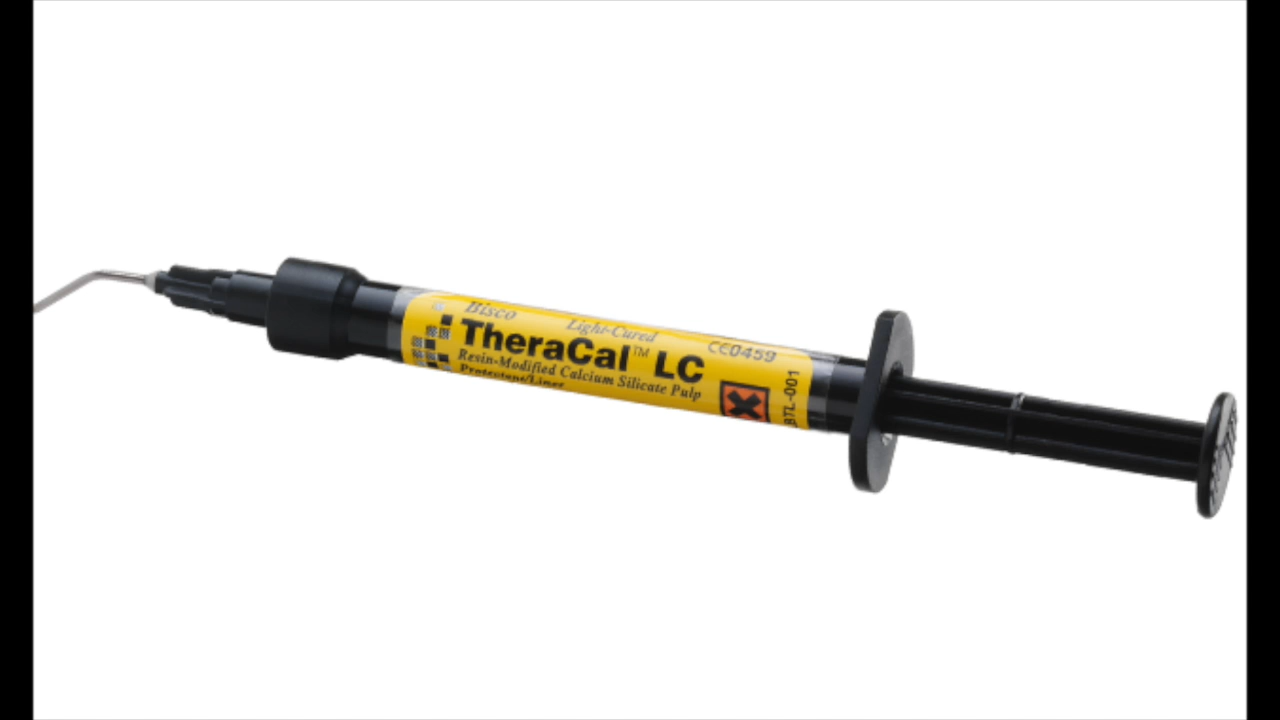 Bisco
Light-Cured
TheraCal™ LC
Resin-Modified Calcium Silicate Pulp
Protectant/Liner
CE0459
BTL-001